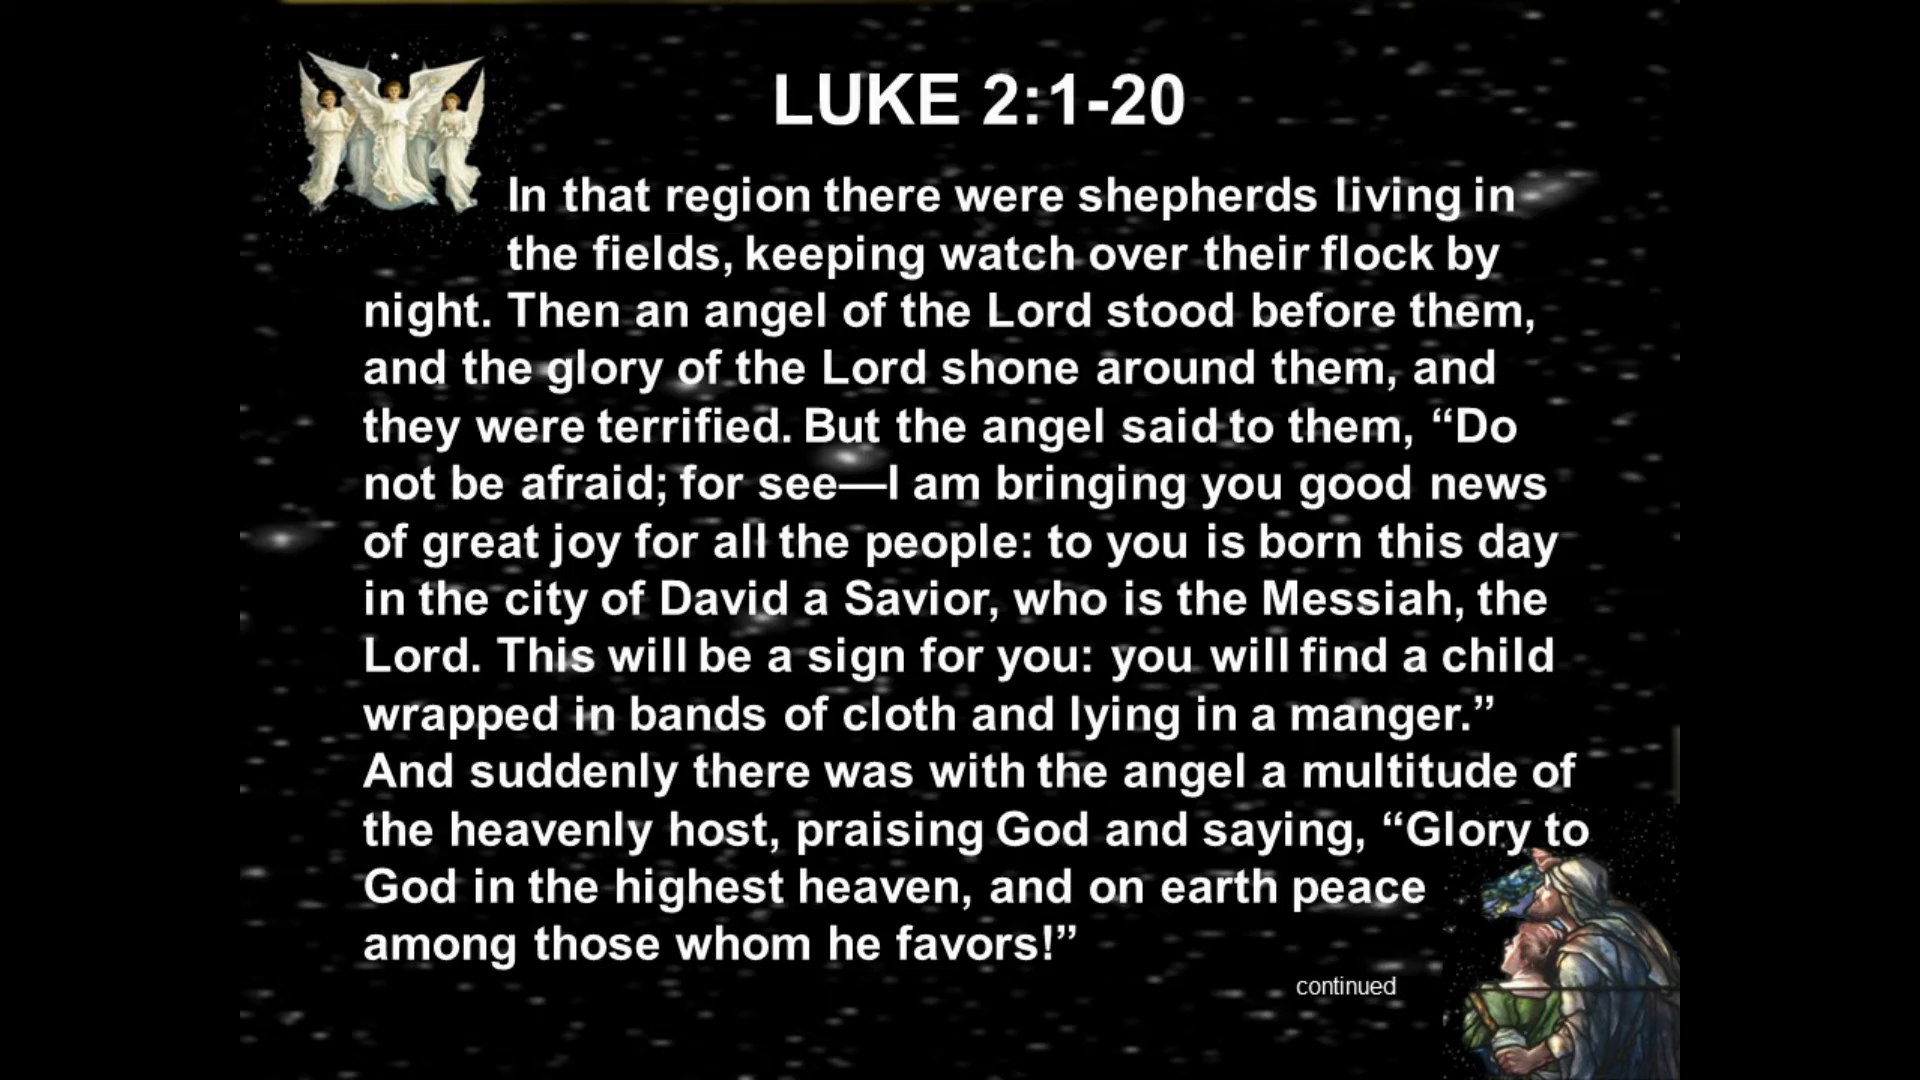 LUKE 2:1-20
In that region there were shepherds living in
the fields, keeping watch over their flock by
night. Then an angel of the Lord stood before them,
and the glory of the Lord shone around them, and
they were terrified. But the angel said to them, “Do
not be afraid; for see—I am bringing you good news
of great joy for all the people: to you is born this day
in the city of David a Savior, who is the Messiah, the
Lord. This will be a sign for you: you will find a child
wrapped in bands of cloth and lying in a manger.”
And suddenly there was with the angel a multitude of
the heavenly host, praising God and saying, “Glory to
God in the highest heaven, and on earth peace
among those whom he favors!”
continued